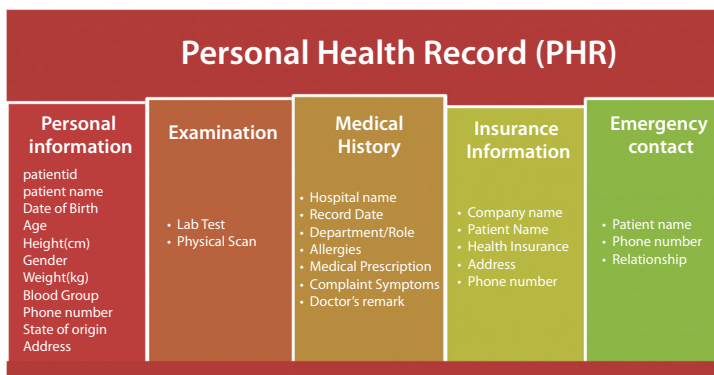 Personal Health Record (PHR)
Personal
information
patientid
patient name
Date of Birth
Age
Height(cm)
Gender
Weight(kg)
Blood Group
Phone number
State of origin
Address
Examination
• Lab Test
• Physical Scan
Medical
History
• Hospital name
• Record Date
• Department/Role
• Allergies
• Medical Prescription
• Complaint Symptoms
• Doctor's remark
Insurance
Information
• Company name
• Patient Name
• Health Insurance
• Address
• Phone number
Emergency
contact
• Patient name
• Phone number
• Relationship